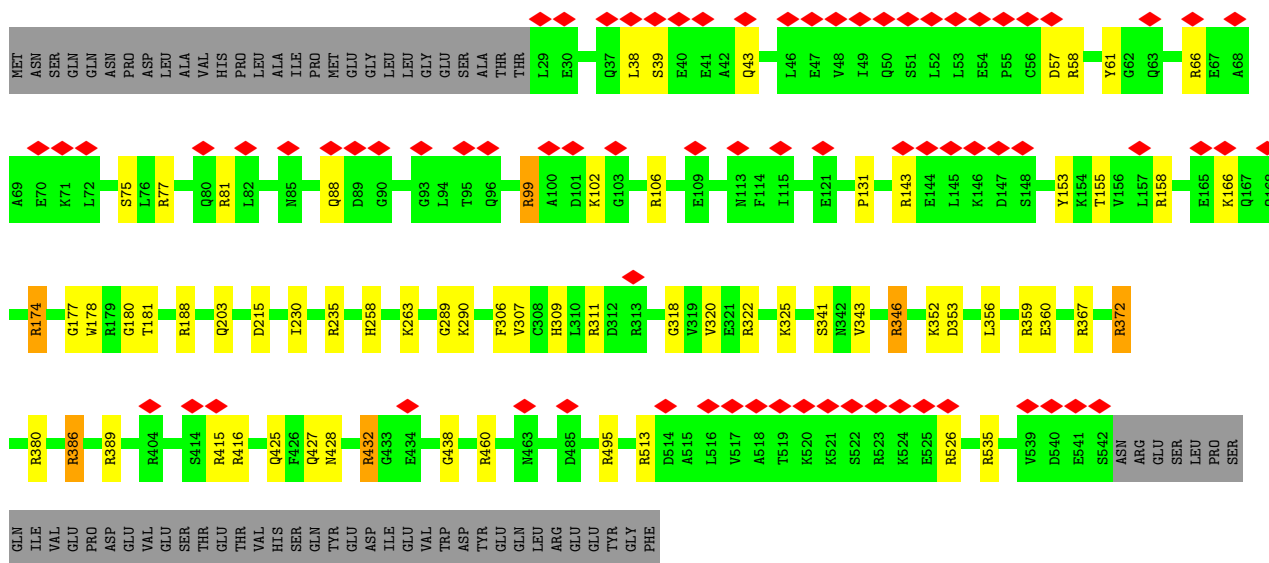 MET ASN SER GLN GLN ASN PRO ASP LEU ALA VAL HIS PRO LEU ALA ILE PRO MET GLU GLY LEU LEU GLY GLU SER ALA THR THR L29 E30 Q37 L38 S39 E40 E41 A42 Q43 L46 E47 V48 I49 Q50 S51 L52 L53 E54 P55 C56 D57 R58 Y61 G62 Q63 R66 E67 A68
A69 E70 K71 L72 S75 L76 R77 Q80 R81 L82 N85 Q88 D89 G90 G93 L94 T95 Q96 R99 A100 D101 K102 G103 R106 E109 N113 F114 I115 E121 P131 R143 E144 L145 K146 D147 S148 Y153 K154 T155 V156 L157 R158 E165 K166 Q167
R174 G177 W178 R179 G180 T181 R188 Q203 D215 I230 R235 H258 K263 G289 K290 F306 V307 C308 H309 L310 R311 D312 R313 G318 V319 V320 E321 R322 K325 S341 N342 V343 R346 K352 D353 L356 R359 E360 R367 R372
R380 R386 R389 R404 S414 R415 R416 Q425 F426 Q427 N428 R432 G433 E434 G438 R460 N463 D485 R495 R513 D514 A515 L516 V517 A518 T519 K520 K521 S522 R523 K524 E525 R526 R535 V539 D540 E541 S542 ASN ARG GLU SER LEU PRO SER
GLN ILE VAL GLU PRO ASP GLU VAL GLU SER THR GLU THR VAL HIS SER GLN TYR GLU ASP ILE GLU VAL TRP ASP TYR GLU GLN LEU ARG GLU GLU TYR GLY PHE